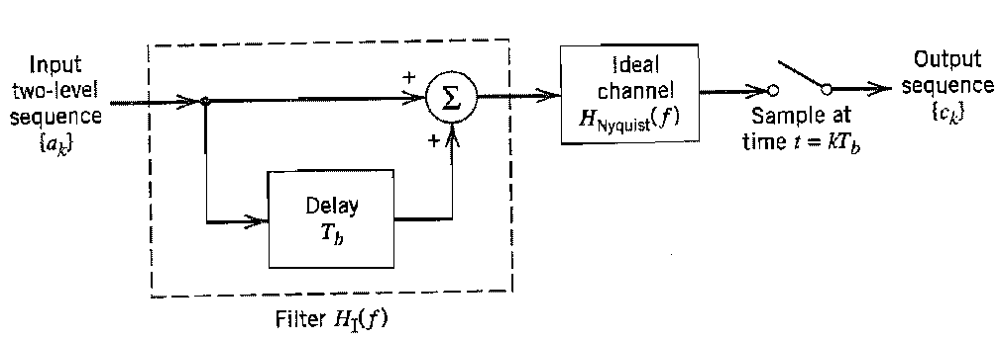 Input
two-level
sequence
{a_k}
+
Σ
+
Delay
T_b
Filter H_I(f)
Ideal
channel
H_Nyquist(f)
Sample at
time t = kT_b
Output
sequence
{c_k}